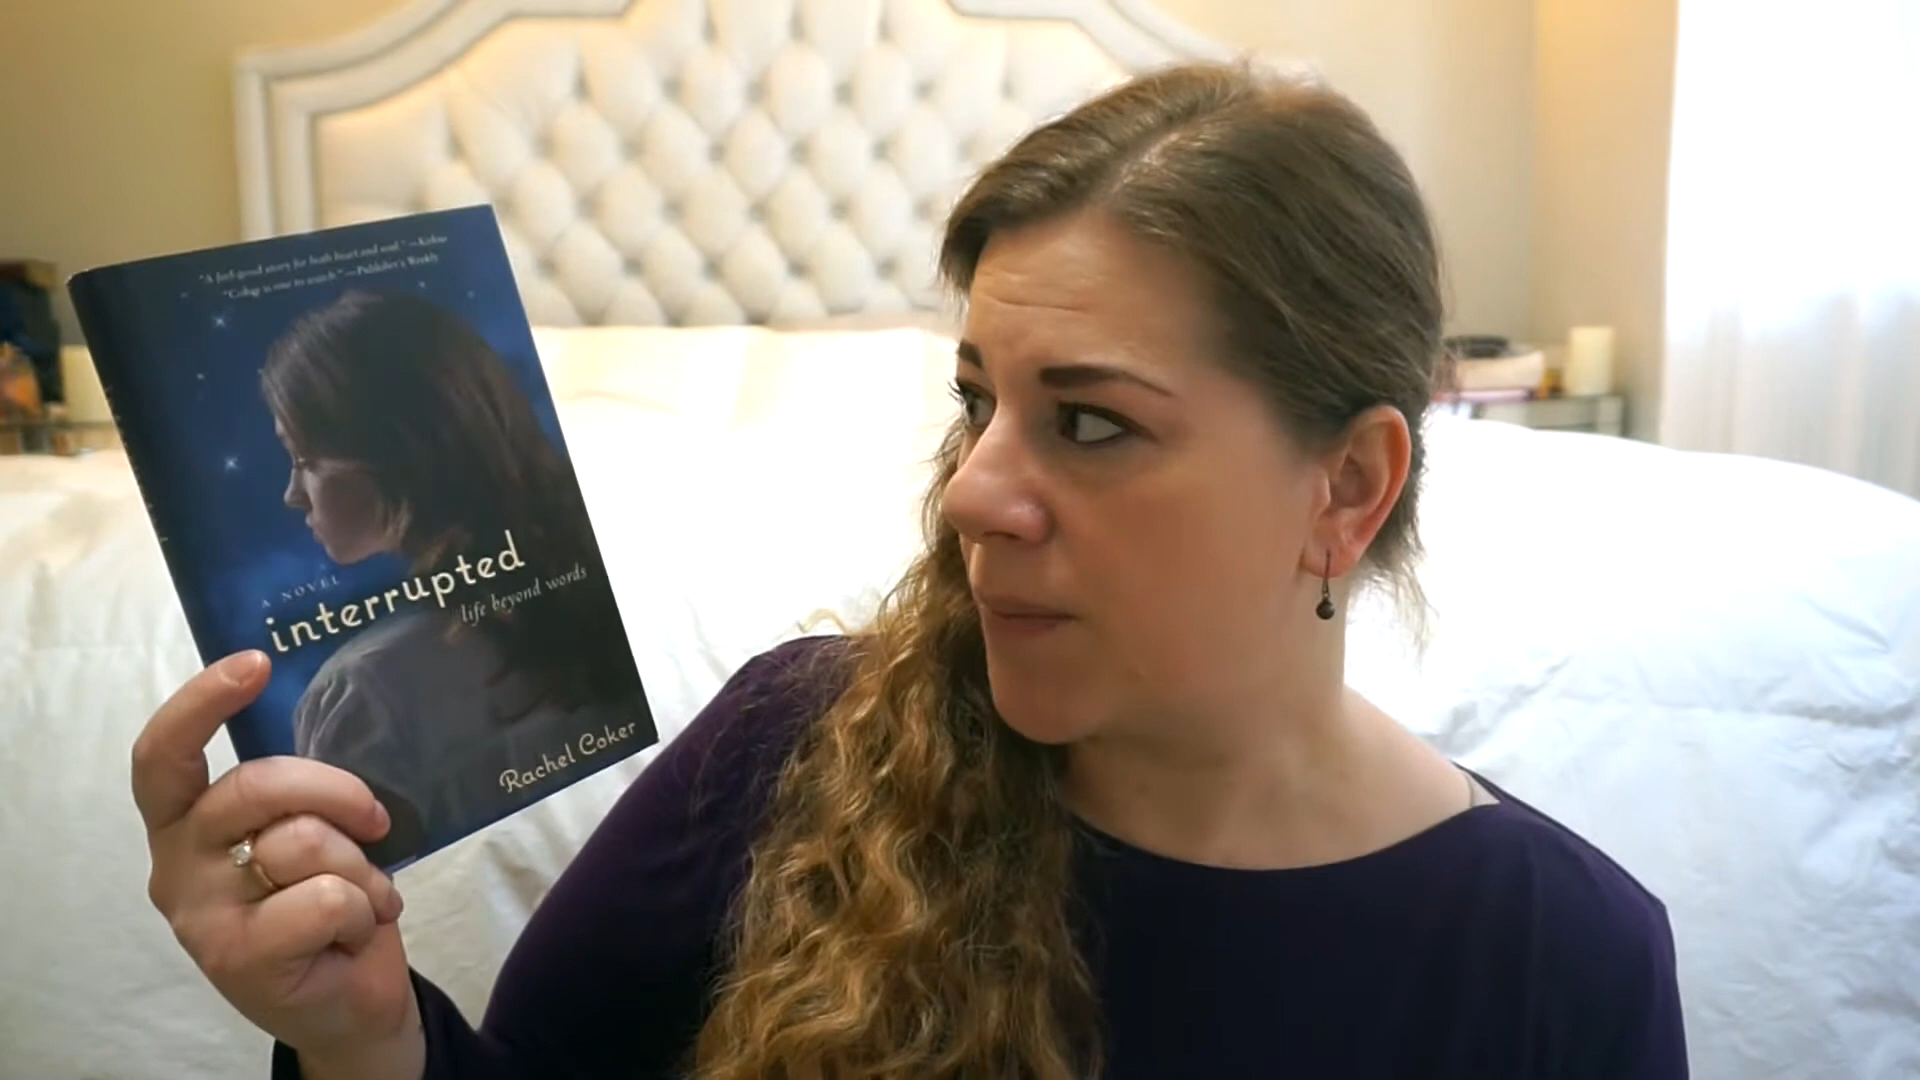 "A feel-good story for both heart and soul." —Kirkus
"Coker is one to watch." —Publisher's Weekly
A NOVEL
interrupted
life beyond words
Rachel Coker